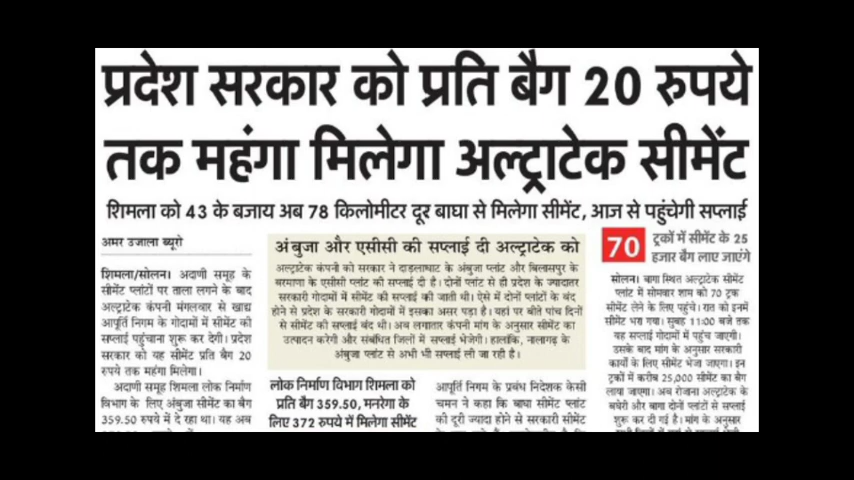 प्रदेश सरकार को प्रति बैग 20 रुपये
तक महंगा मिलेगा अल्ट्राटेक सीमेंट
शिमला को 43 के बजाय अब 78 किलोमीटर दूर बाघा से मिलेगा सीमेंट, आज से पहुंचेगी सप्लाई
अमर उजाला ब्यूरो
शिमला/सोलन। अदाणी समूह के
सीमेंट प्लांटों पर ताला लगने के बाद
अल्ट्राटेक कंपनी मंगलवार से खाद्य
आपूर्ति निगम के गोदामों में सीमेंट की
सप्लाई पहुंचाना शुरू कर देगी। प्रदेश
सरकार को यह सीमेंट प्रति बैग 20
रुपये तक महंगा मिलेगा।
अदाणी समूह शिमला लोक निर्माण
विभाग के लिए अंबुजा सीमेंट का बैग
359.50 रुपये में दे रहा था। यह अब
अंबुजा और एसीसी की सप्लाई दी अल्ट्राटेक को
अल्ट्राटेक कंपनी को सरकार ने दाड़लाघाट के अंबुजा प्लांट और बिलासपुर के
बरमाणा के एसीसी प्लांट की सप्लाई दी है। दोनों प्लांट से ही प्रदेश के ज्यादातर
सरकारी गोदामों में सीमेंट की सप्लाई की जाती थी। ऐसे में दोनों प्लांटों के बंद
होने से प्रदेश के सरकारी गोदामों में इसका असर पड़ा है। यहां पर बीते पांच दिनों
से सीमेंट की सप्लाई बंद थी। अब लगातार कंपनी मांग के अनुसार सीमेंट का
उत्पादन करेगी और संबंधित जिलों में सप्लाई भेजेगी। हालांकि, नालागढ़ के
अंबुजा प्लांट से अभी भी सप्लाई ली जा रही है।
लोक निर्माण विभाग शिमला को
प्रति बैग 359.50, मनरेगा के
लिए 372 रुपये में मिलेगा सीमेंट
आपूर्ति निगम के प्रबंध निदेशक केसी
चमन ने कहा कि बाघा सीमेंट प्लांट
की दूरी ज्यादा होने से सरकारी सीमेंट
70 ट्रकों में सीमेंट के 25
हजार बैग लाए जाएंगे
सोलन। बागा स्थित अल्ट्राटेक सीमेंट
प्लांट में सोमवार शाम को 70 ट्रक
सीमेंट लेने के लिए पहुंचे। रात को इनमें
सीमेंट भरा गया। सुबह 11:00 बजे तक
यह सप्लाई गोदामों में पहुंच जाएगी।
उसके बाद मांग के अनुसार सरकारी
कार्यों के लिए सीमेंट भेजा जाएगा। इन
ट्रकों में करीब 25,000 सीमेंट का बैग
लाया जाएगा। अब रोजाना अल्ट्राटेक के
बघेरी और बागा दोनों प्लांटों से सप्लाई
शुरू कर दी गई है। मांग के अनुसार